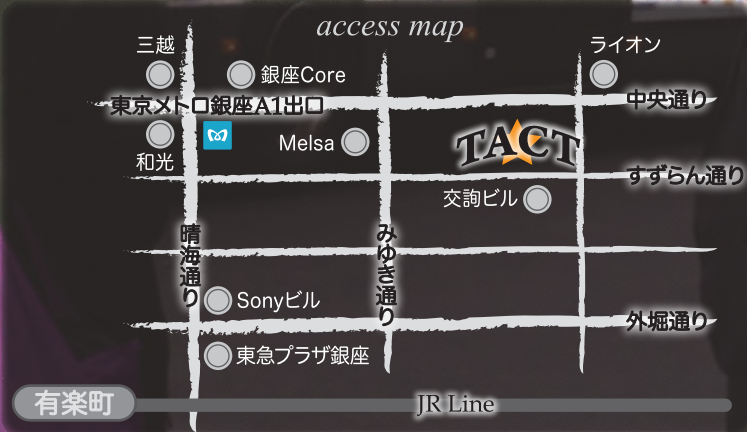 access map
三越
ライオン
銀座Core
東京メトロ銀座A1出口
中央通り
Melsa
TACT
和光
すずらん通り
交詢ビル
晴海通り
みゆき通り
Sonyビル
外堀通り
東急プラザ銀座
有楽町
JR Line